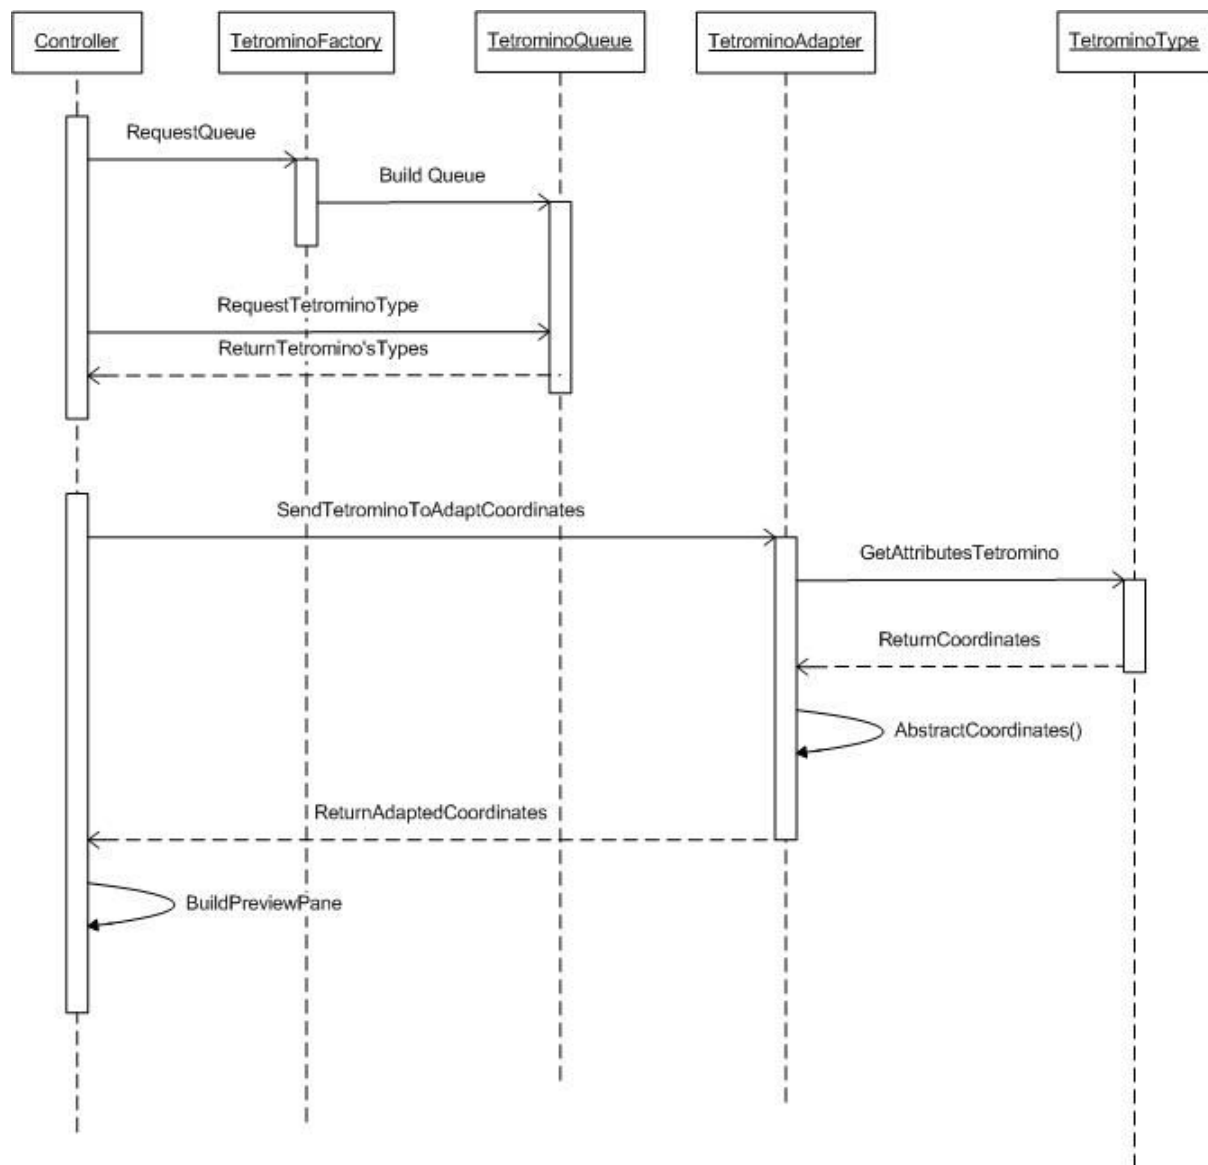 Controller
TetrominoFactory
TetrominoQueue
TetrominoAdapter
TetrominoType
RequestQueue
Build Queue
RequestTetrominoType
ReturnTetromino'sTypes
SendTetrominoToAdaptCoordinates
GetAttributesTetromino
ReturnCoordinates
AbstractCoordinates()
ReturnAdaptedCoordinates
BuildPreviewPane